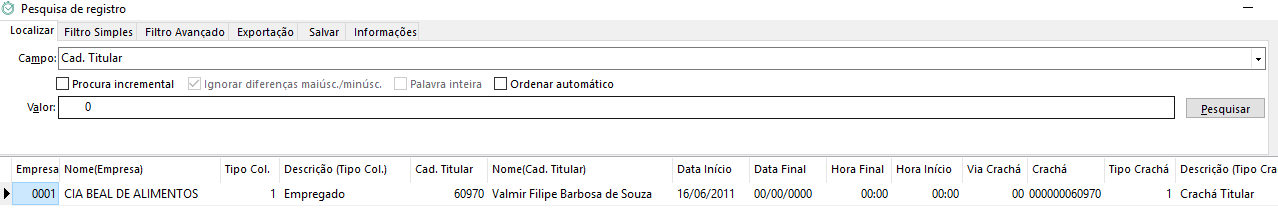 Pesquisa de registro
Localizar Filtro Simples Filtro Avançado Exportação Salvar Informações
Campo: Cad. Titular
Procura incremental Ignorar diferenças maiúsc./minúsc. Palavra inteira Ordenar automático
Valor: 0 Pesquisar
Empresa Nome(Empresa) Tipo Col. Descrição (Tipo Col.) Cad. Titular Nome(Cad. Titular) Data Início Data Final Hora Final Hora Início Via Crachá Crachá Tipo Crachá Descrição (Tipo Cra
0001 CIA BEAL DE ALIMENTOS 1 Empregado 60970 Valmir Filipe Barbosa de Souza 16/06/2011 00/00/0000 00:00 00:00 00 000000060970 1 Crachá Titular